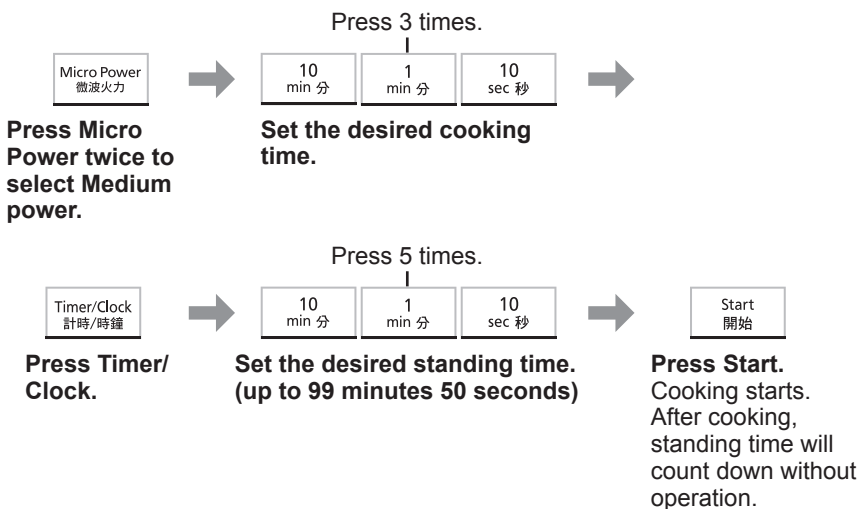 Press 3 times.
Micro Power
微波火力
10
min 分
1
min 分
10
sec 秒
Press Micro
Power twice to
select Medium
power.
Set the desired cooking
time.
Press 5 times.
Timer/Clock
計時/時鐘
10
min 分
1
min 分
10
sec 秒
Start
開始
Press Timer/
Clock.
Set the desired standing time.
(up to 99 minutes 50 seconds)
Press Start.
Cooking starts.
After cooking,
standing time will
count down without
operation.